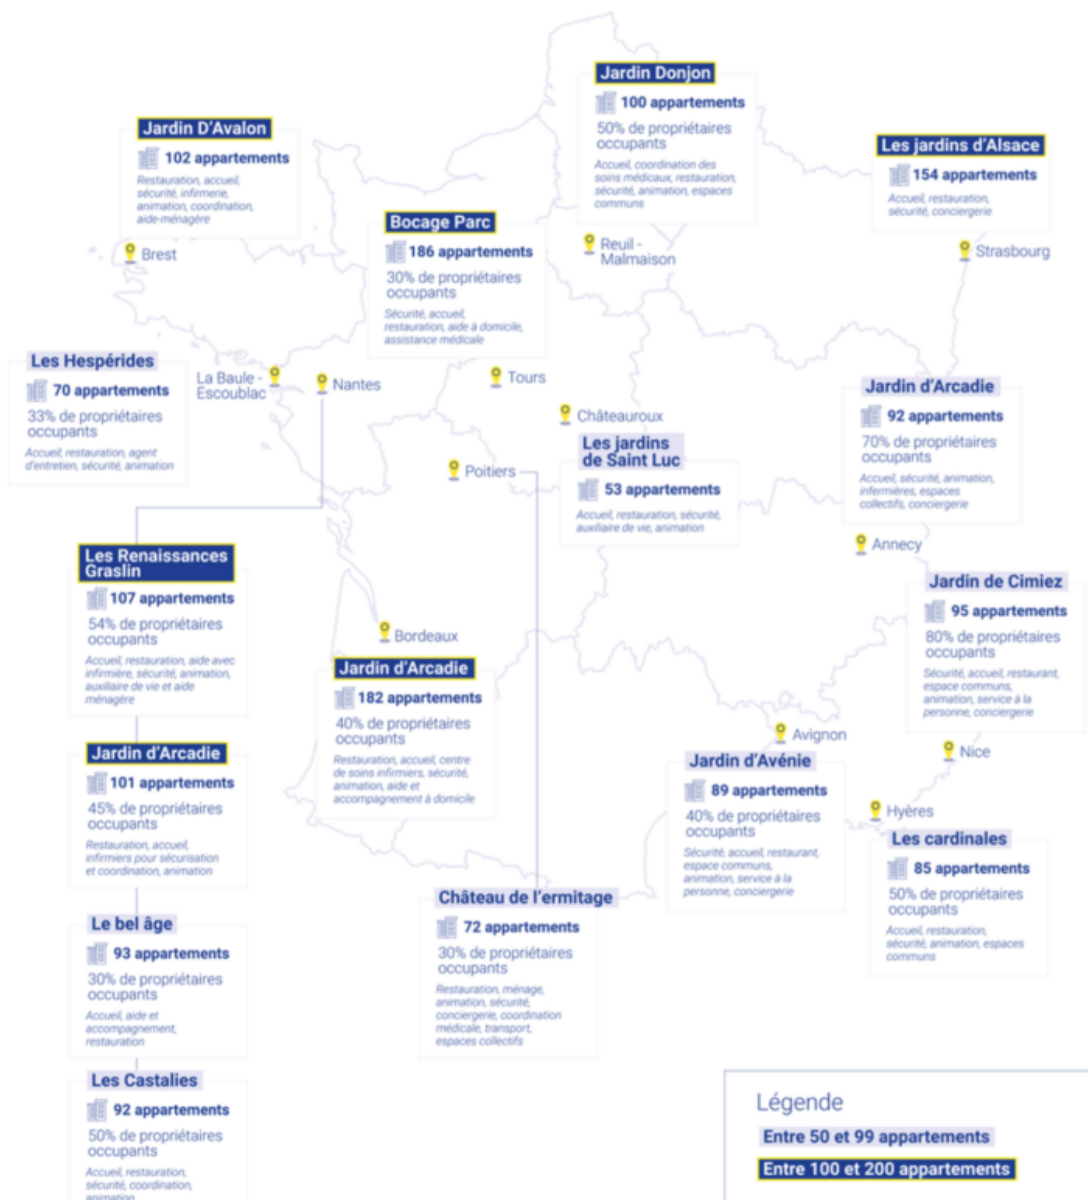 Jardin Donjon
100 appartements
50% de propriétaires
occupants
Accueil, coordination des
soins médicaux, restauration,
sécurité, animation, espaces
communs
Reuil -
Malmaison
Jardin D'Avalon
102 appartements
Restauration, accueil,
sécurité, infirmerie,
animation, coordination,
aide-ménagère
Brest
Les jardins d'Alsace
154 appartements
Accueil, restauration,
sécurité, conciergerie
Strasbourg
Bocage Parc
186 appartements
30% de propriétaires
occupants
Sécurité, accueil,
restauration, aide à domicile,
assistance médicale
Tours
Les Hespérides
70 appartements
33% de propriétaires
occupants
Accueil, restauration, agent
d'entretien, sécurité, animation
La Baule -
Escoublac
Nantes
Châteauroux
Les jardins
de Saint Luc
53 appartements
Accueil, restauration, sécurité,
auxiliaire de vie, animation
Poitiers
Jardin d'Arcadie
92 appartements
70% de propriétaires
occupants
Accueil, sécurité, animation,
infermières, espaces
collectifs, conciergerie
Annecy
Les Renaissances
Graslin
107 appartements
54% de propriétaires
occupants
Accueil, restauration, aide avec
infirmière, sécurité, animation,
auxiliaire de vie et aide
ménagère
Jardin de Cimiez
95 appartements
80% de propriétaires
occupants
Sécurité, accueil, restaurant,
espace communs,
animation, service à la
personne, conciergerie
Nice
Bordeaux
Jardin d'Arcadie
182 appartements
40% de propriétaires
occupants
Restauration, accueil, centre
de soins infirmiers, sécurité,
animation, aide et
accompagnement à domicile
Avignon
Jardin d'Avénie
89 appartements
40% de propriétaires
occupants
Sécurité, accueil, restaurant,
espace communs,
animation, service à la
personne, conciergerie
Hyères
Les cardinales
85 appartements
50% de propriétaires
occupants
Accueil, restauration,
sécurité, animation, espaces
communs
Jardin d'Arcadie
101 appartements
45% de propriétaires
occupants
Restauration, accueil,
infirmiers pour sécurisation
et coordination, animation
Château de l'ermitage
72 appartements
30% de propriétaires
occupants
Restauration, ménage,
animation, sécurité,
conciergerie, coordination
médicale, transport,
espaces collectifs
Le bel âge
93 appartements
30% de propriétaires
occupants
Accueil, aide et
accompagnement,
restauration
Les Castalies
92 appartements
50% de propriétaires
occupants
Accueil, restauration,
sécurité, coordination,
animation
Légende
Entre 50 et 99 appartements
Entre 100 et 200 appartements